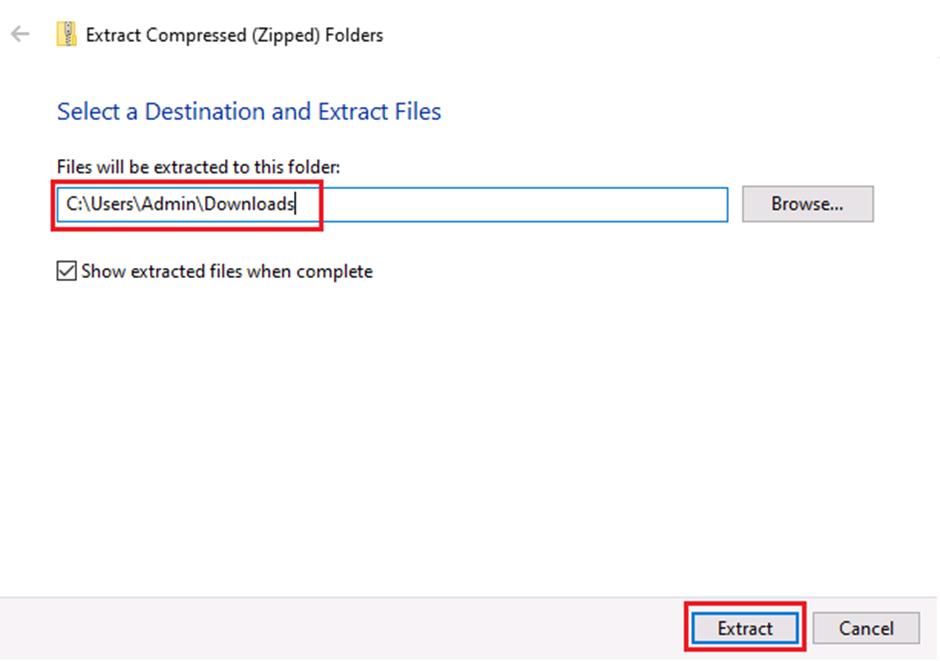 Extract Compressed (Zipped) Folders
Select a Destination and Extract Files
Files will be extracted to this folder:
C:\Users\Admin\Downloads
Browse...
Show extracted files when complete
Extract
Cancel